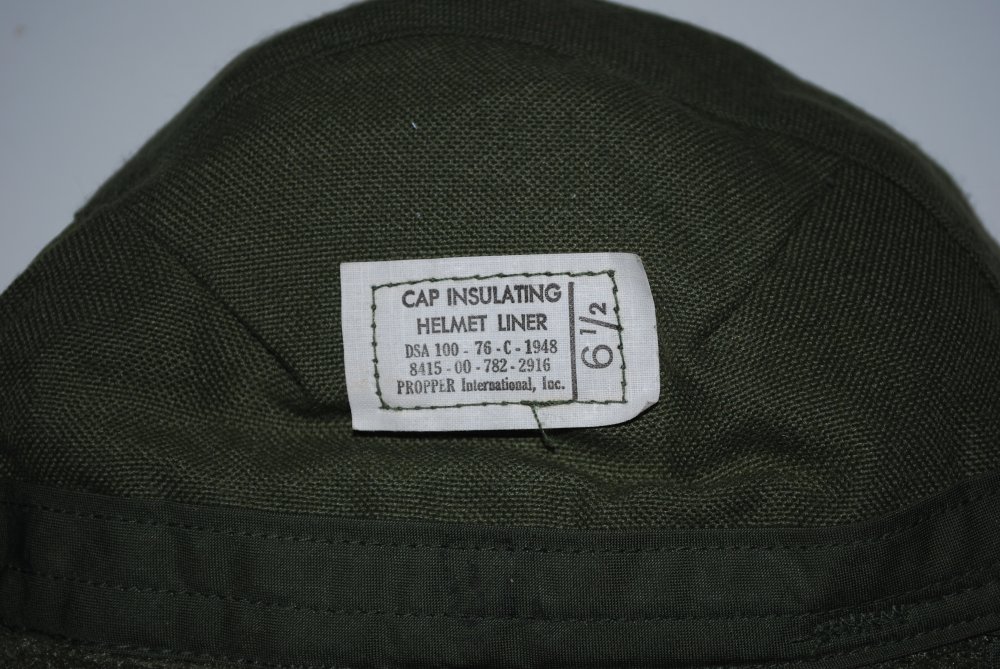 CAP INSULATING
HELMET LINER
DSA 100 - 76 - C - 1948
8415 - 00 - 782 - 2916
PROPPER International, Inc.
6 1/2